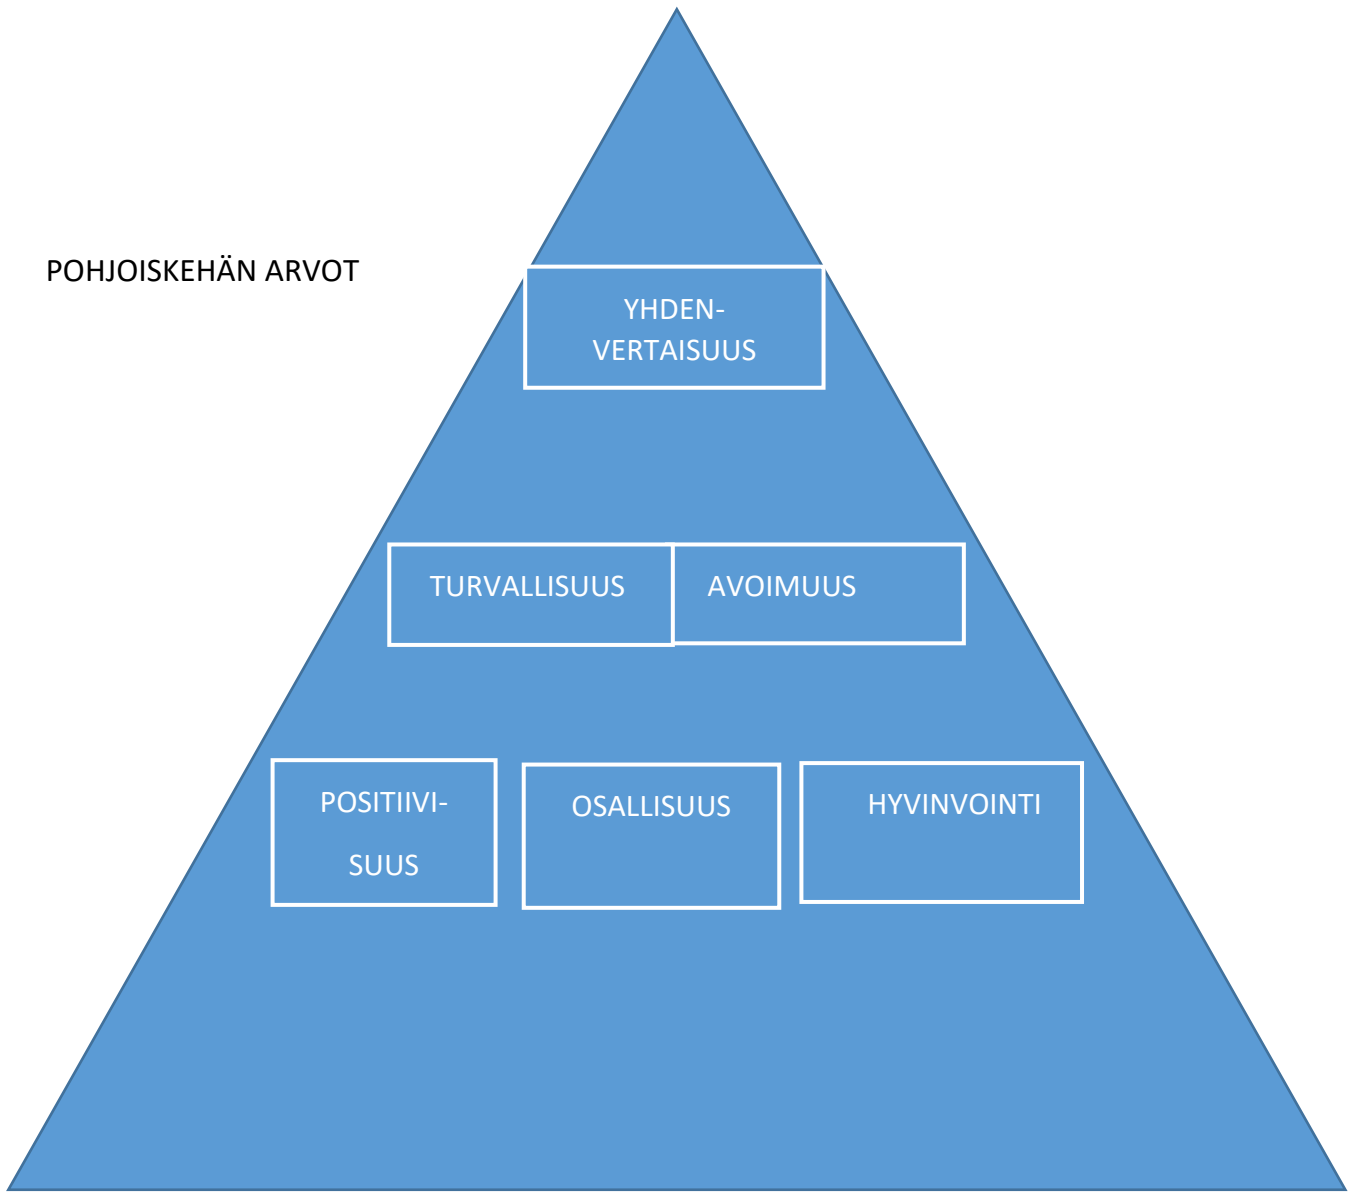 POHJOISKEHÄN ARVOT
YHDEN-
VERTAISUUS
TURVALLISUUS
AVOIMUUS
POSITIIVI-
SUUS
OSALLISUUS
HYVINVOINTI